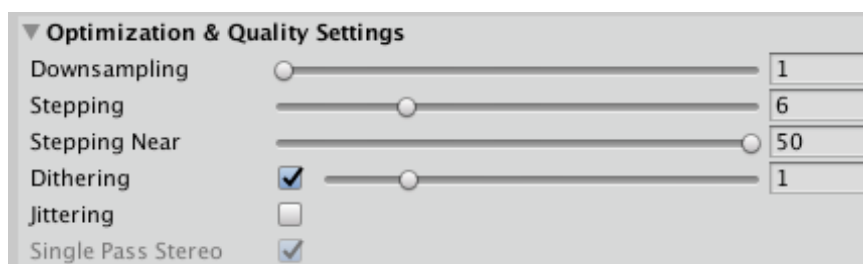 Optimization & Quality Settings
Downsampling 1
Stepping 6
Stepping Near 50
Dithering 1
Jittering
Single Pass Stereo